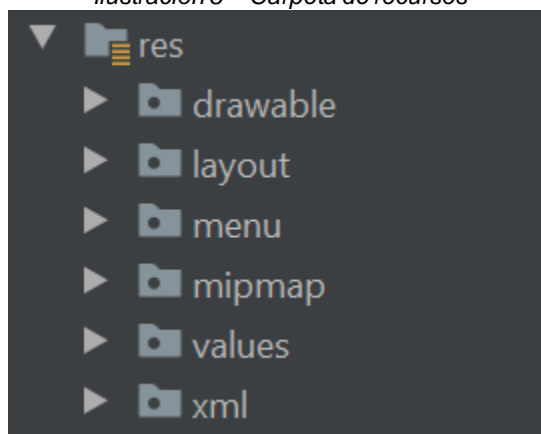 Carpeta de recursos
res
drawable
layout
menu
mipmap
values
xml